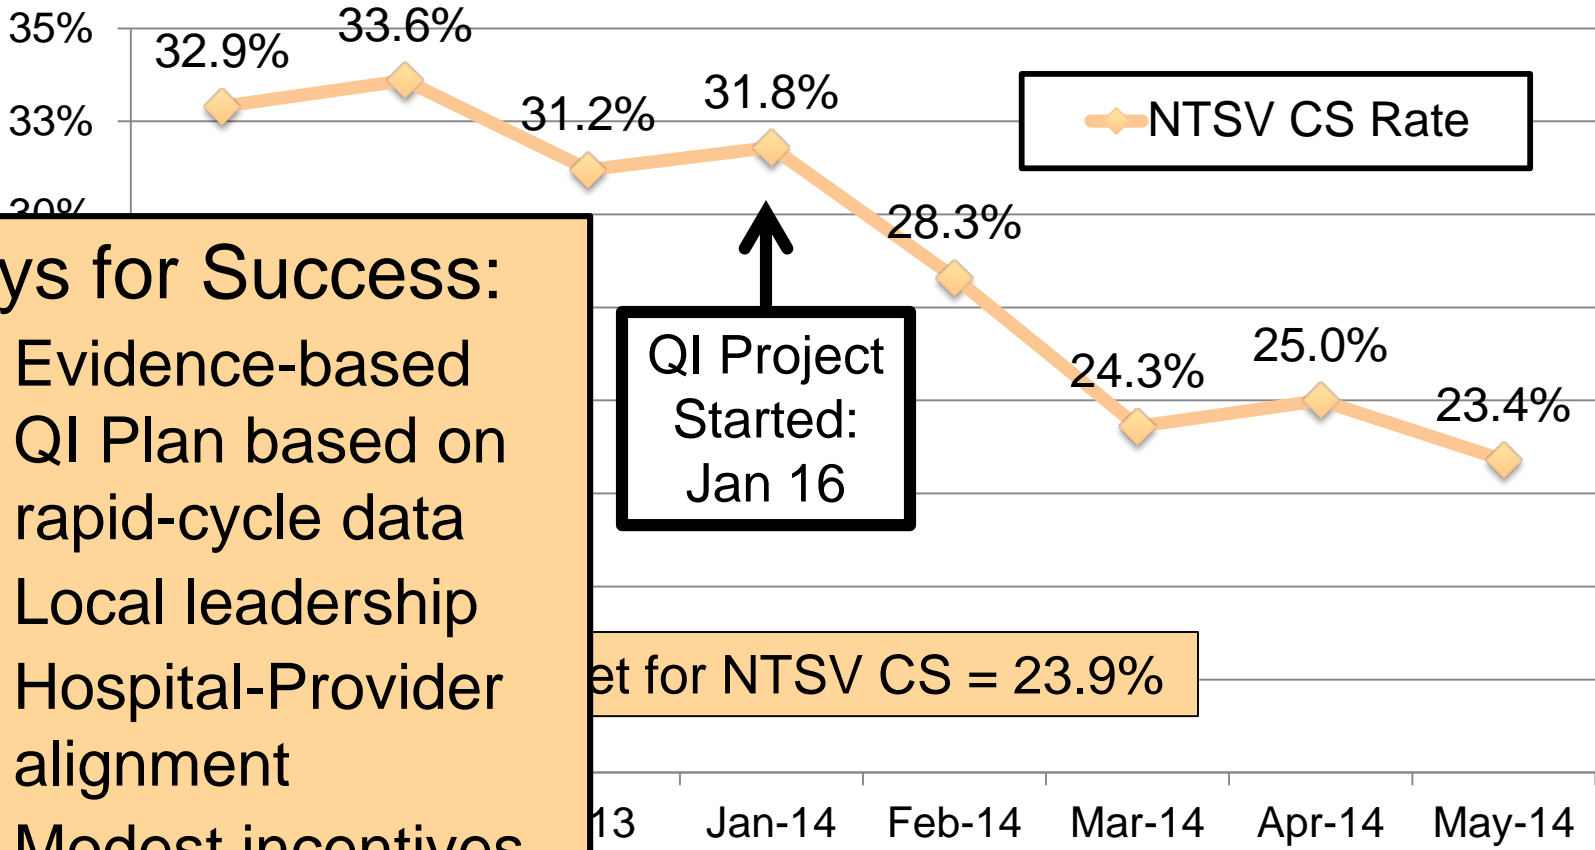 35%
33%
30%
32.9%
33.6%
31.2%
31.8%
28.3%
24.3%
25.0%
23.4%
NTSV CS Rate
QI Project
Started:
Jan 16
ys for Success:
Evidence-based
QI Plan based on
rapid-cycle data
Local leadership
Hospital-Provider
alignment
Modest incentives
et for NTSV CS = 23.9%
13
Jan-14
Feb-14
Mar-14
Apr-14
May-14